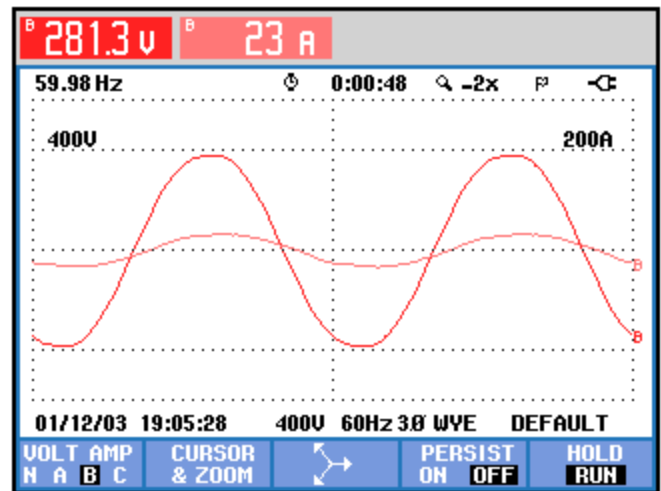 B 281.3 V B 23 A
59.98 Hz 0:00:48 -2x
400V 200A
B
B
01/12/03 19:05:28 400V 60Hz 3Ø WYE DEFAULT
VOLT AMP CURSOR PERSIST HOLD
N A B C & ZOOM ON OFF RUN